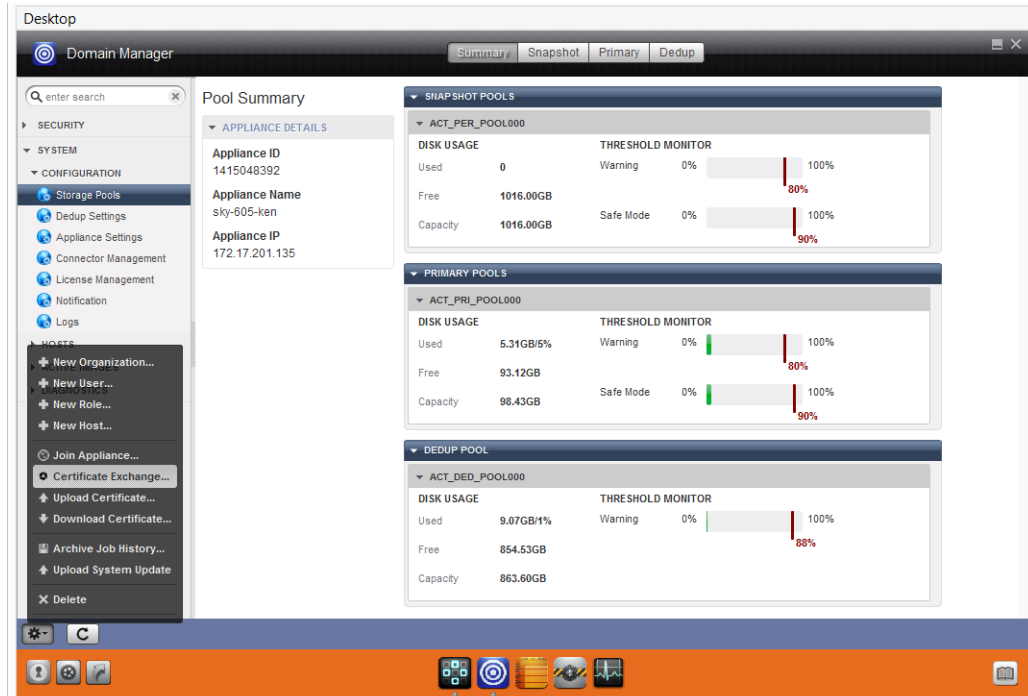 Desktop
Domain Manager
Summary Snapshot Primary Dedup
enter search
SECURITY
SYSTEM
CONFIGURATION
Storage Pools
Dedup Settings
Appliance Settings
Connector Management
License Management
Notification
Logs
HOSTS
ACTIVE IMAGES
DIAGNOSTICS
New Organization...
New User...
New Role...
New Host...
Join Appliance...
Certificate Exchange...
Upload Certificate...
Download Certificate...
Archive Job History...
Upload System Update
Delete
Pool Summary
APPLIANCE DETAILS
Appliance ID
1415048392
Appliance Name
sky-605-ken
Appliance IP
172.17.201.135
SNAPSHOT POOLS
ACT_PER_POOL000
DISK USAGE THRESHOLD MONITOR
Used 0 Warning 0% 100%
80%
Free 1016.00GB
Safe Mode 0% 100%
Capacity 1016.00GB
90%
PRIMARY POOLS
ACT_PRI_POOL000
DISK USAGE THRESHOLD MONITOR
Used 5.31GB/5% Warning 0% 100%
80%
Free 93.12GB
Safe Mode 0% 100%
Capacity 98.43GB
90%
DEDUP POOL
ACT_DED_POOL000
DISK USAGE THRESHOLD MONITOR
Used 9.07GB/1% Warning 0% 100%
88%
Free 854.53GB
Capacity 863.60GB